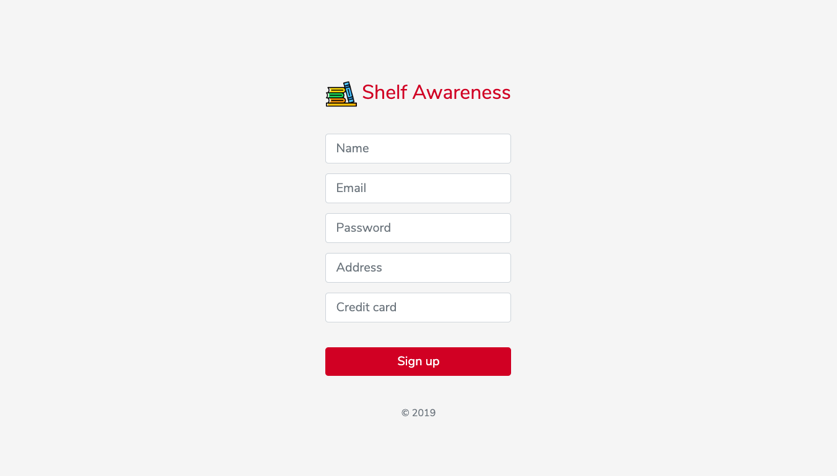 Shelf Awareness
Name
Email
Password
Address
Credit card
Sign up
© 2019